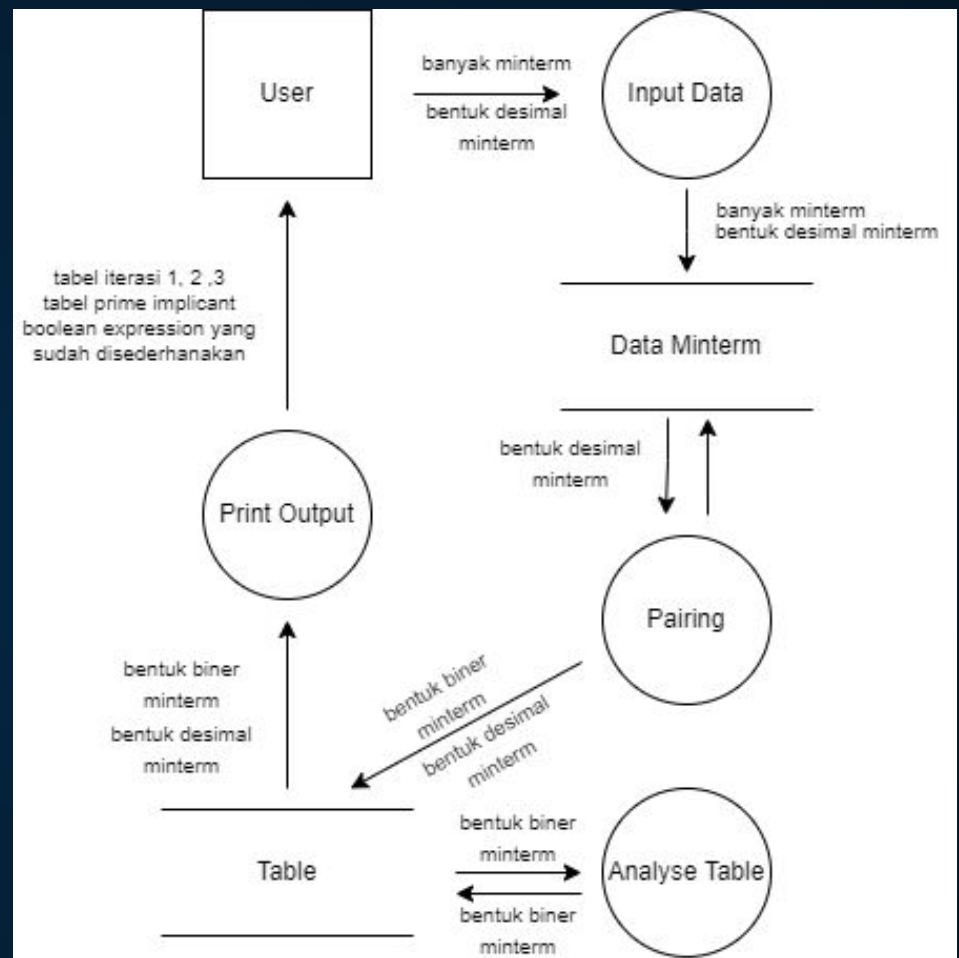 User
banyak minterm
bentuk desimal
minterm
Input Data
banyak minterm
bentuk desimal minterm
tabel iterasi 1, 2 ,3
tabel prime implicant
boolean expression yang
sudah disederhanakan
Data Minterm
bentuk desimal
minterm
Print Output
Pairing
bentuk biner
minterm
bentuk desimal
minterm
bentuk biner
minterm
bentuk desimal
minterm
Table
bentuk biner
minterm
bentuk biner
minterm
Analyse Table